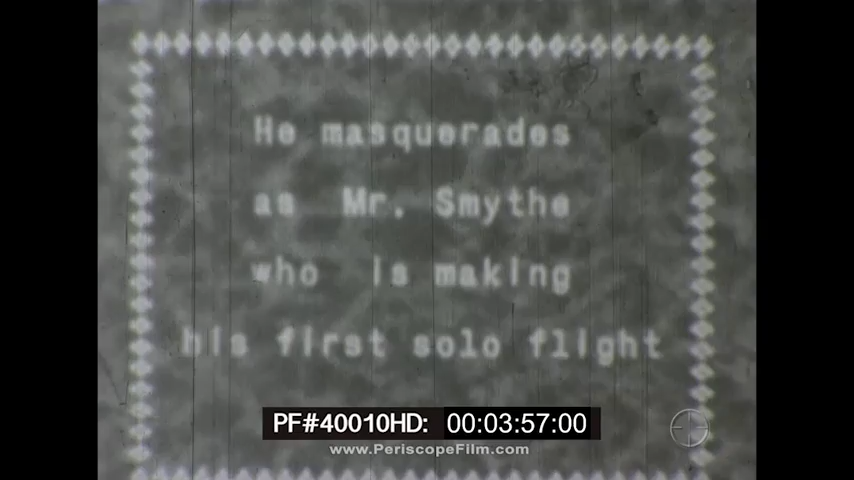 He masquerades
as Mr. Smythe
who is making
his first solo flight
PF#40010HD: 00:03:57:00
www.PeriscopeFilm.com